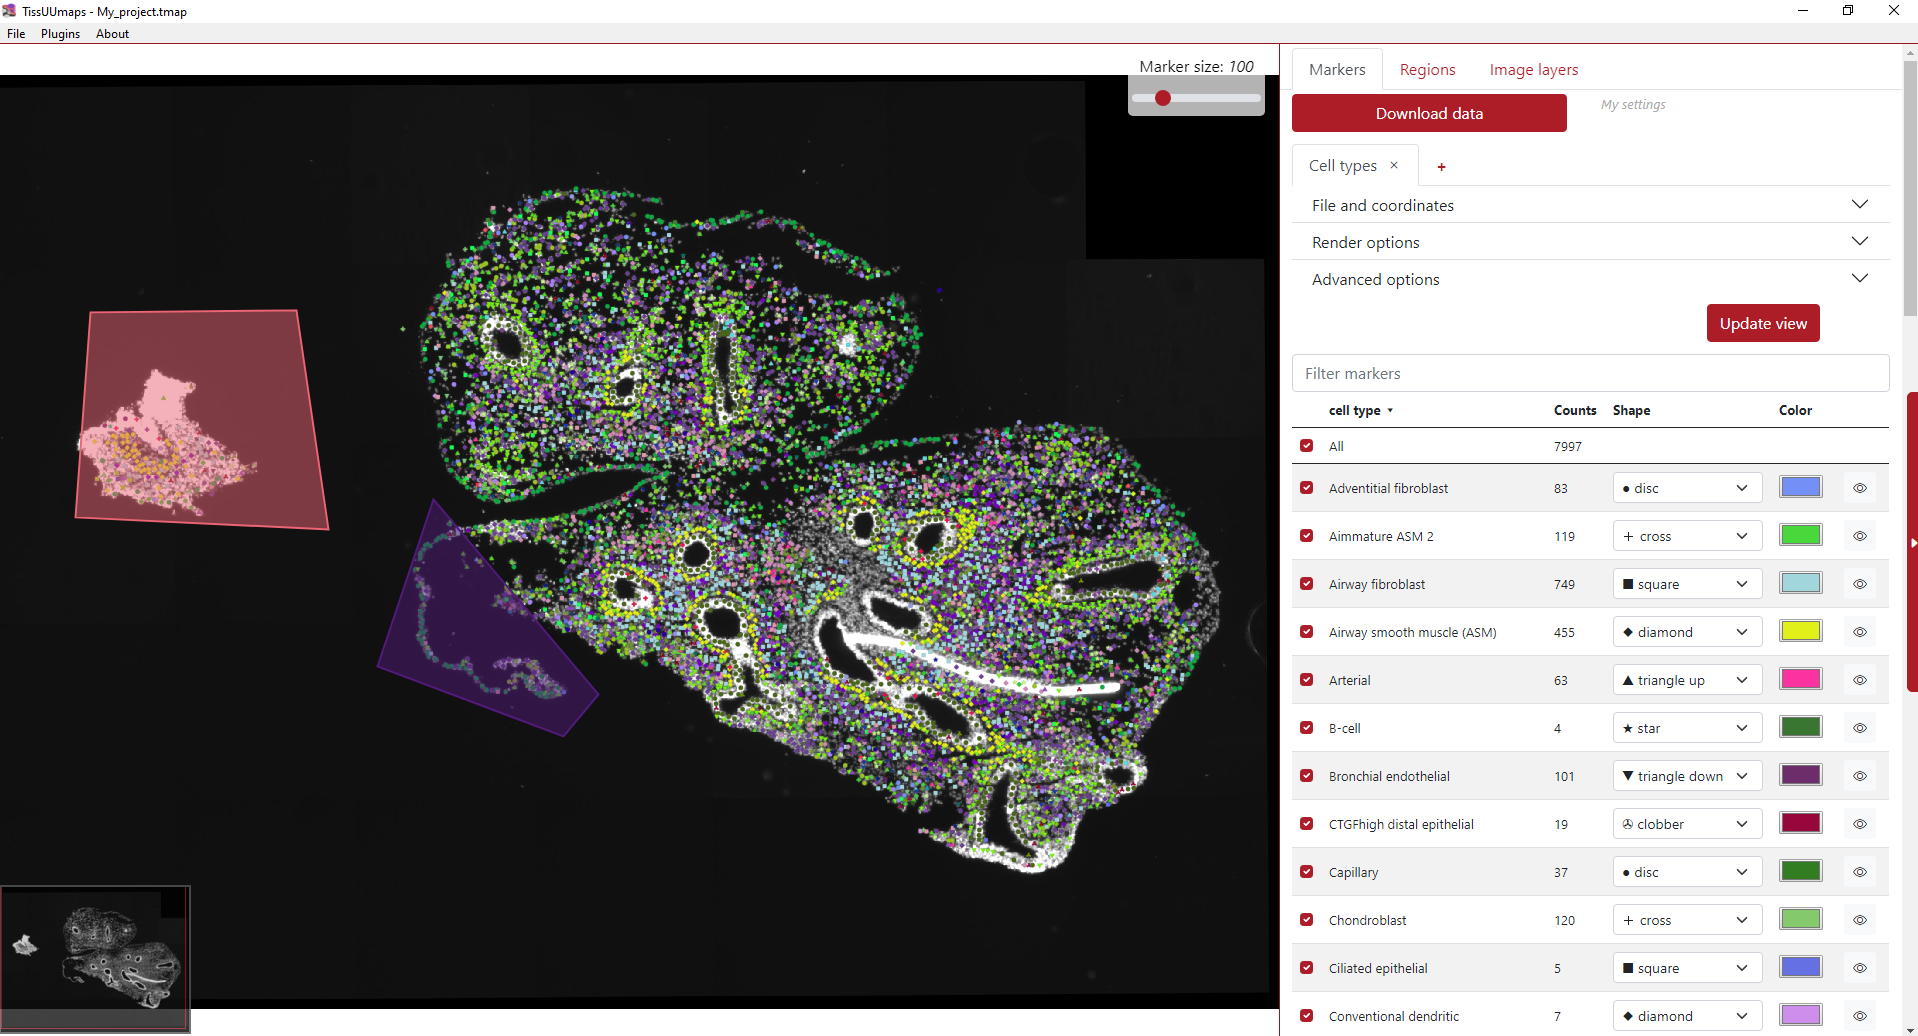 TissUUmaps - My_project.tmap
File Plugins About
Marker size: 100
Markers Regions Image layers
Download data
My settings
Cell types × +
File and coordinates
Render options
Advanced options
Update view
Filter markers
cell type Counts Shape Color
All 7997
Adventitial fibroblast 83 disc
Aimmature ASM 2 119 cross
Airway fibroblast 749 square
Airway smooth muscle (ASM) 455 diamond
Arterial 63 triangle up
B-cell 4 star
Bronchial endothelial 101 triangle down
CTGFhigh distal epithelial 19 clobber
Capillary 37 disc
Chondroblast 120 cross
Ciliated epithelial 5 square
Conventional dendritic 7 diamond